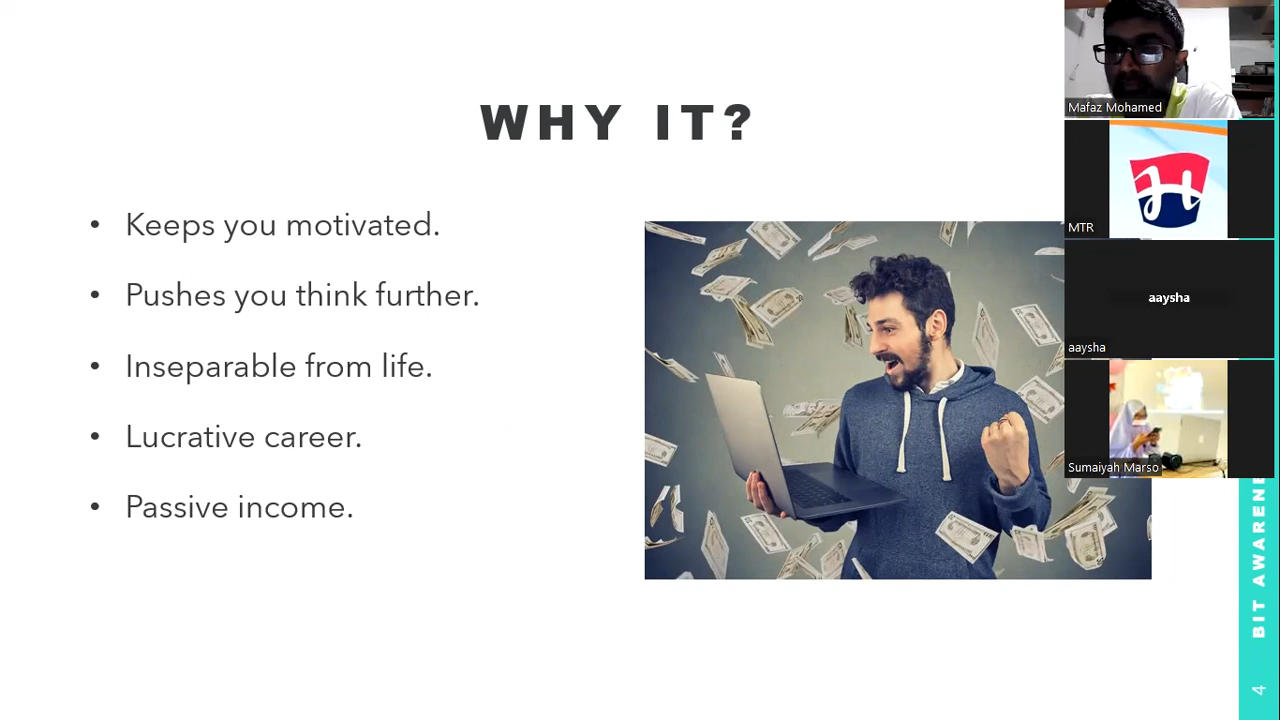 WHY IT?
• Keeps you motivated.
• Pushes you think further.
• Inseparable from life.
• Lucrative career.
• Passive income.
Mafaz Mohamed
MTR
aaysha
aaysha
Sumaiyah Marso
BIT AWARENE
4